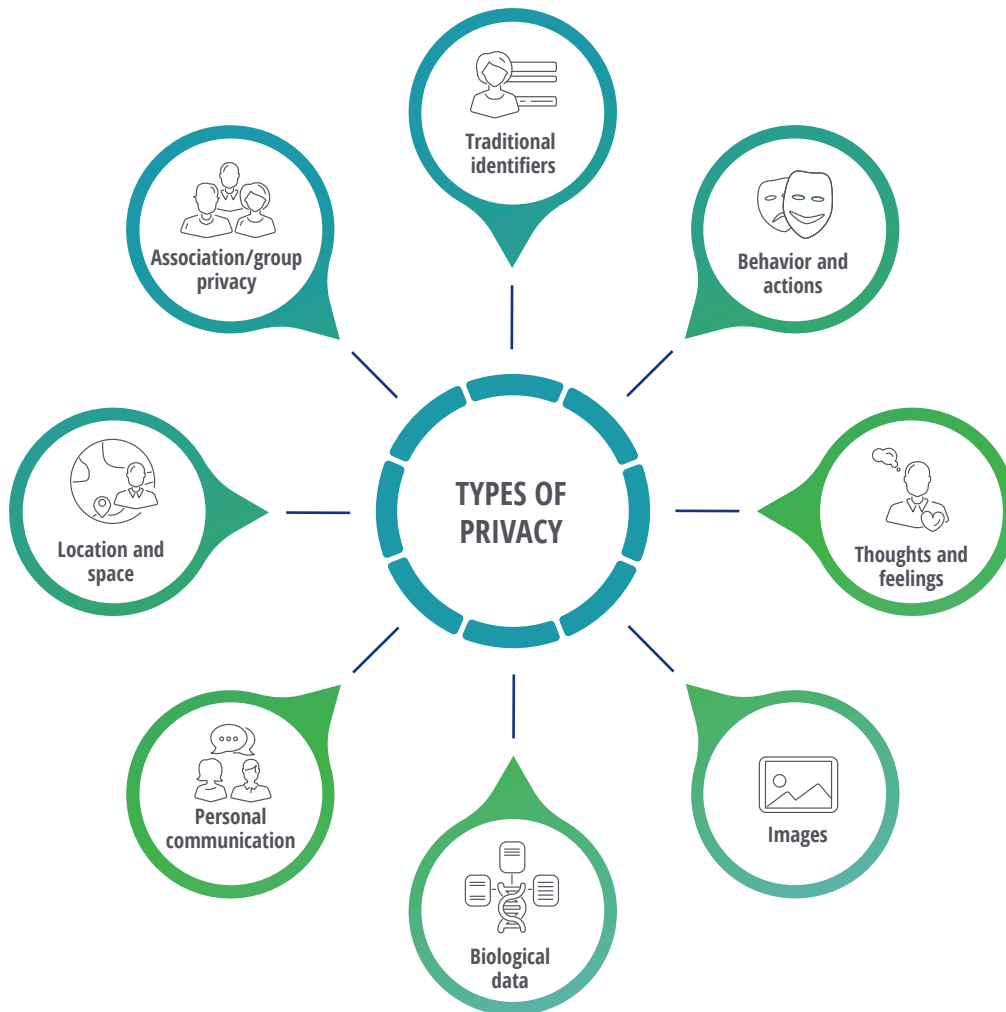 TYPES OF
PRIVACY
Traditional
identifiers
Behavior and
actions
Thoughts and
feelings
Images
Biological
data
Personal
communication
Location and
space
Association/group
privacy